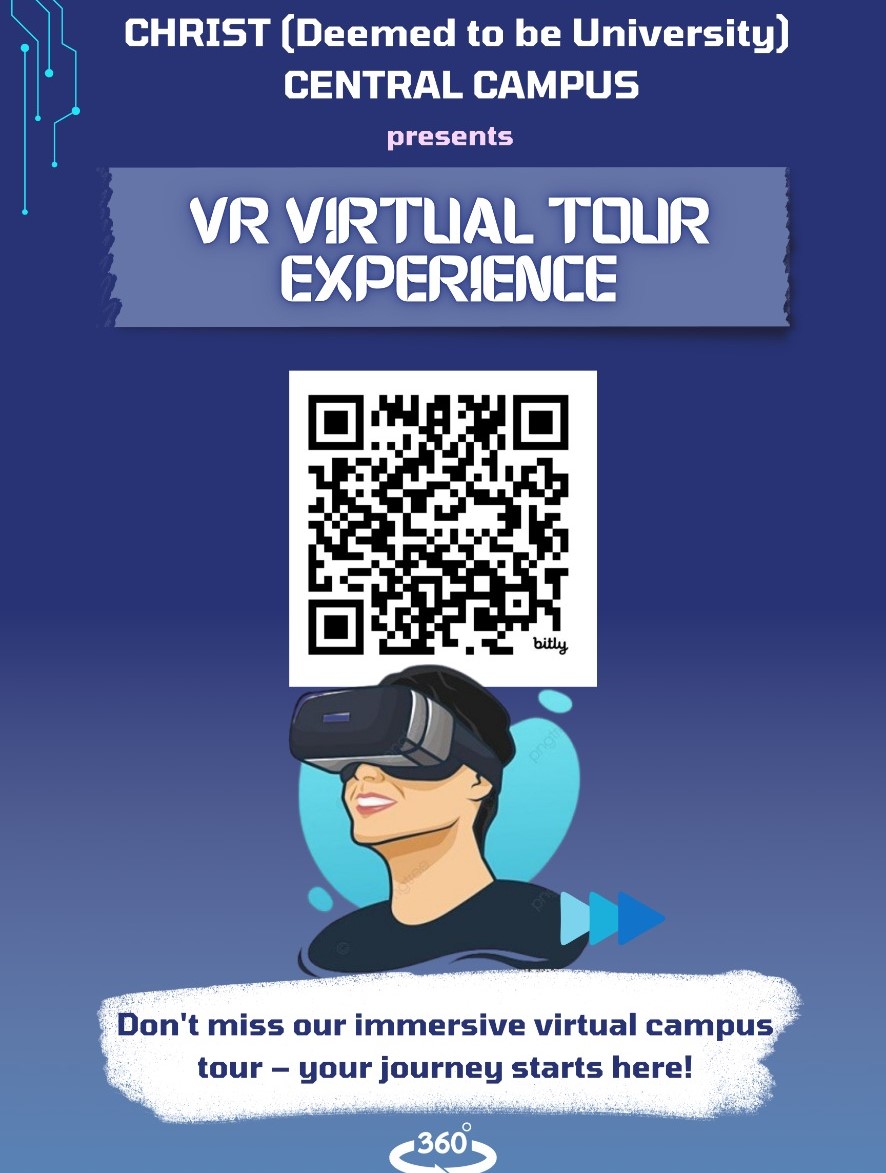 CHRIST (Deemed to be University)
CENTRAL CAMPUS
presents
VR VIRTUAL TOUR
EXPERIENCE
bitly
pngtree
Don't miss our immersive virtual campus
tour – your journey starts here!
360°